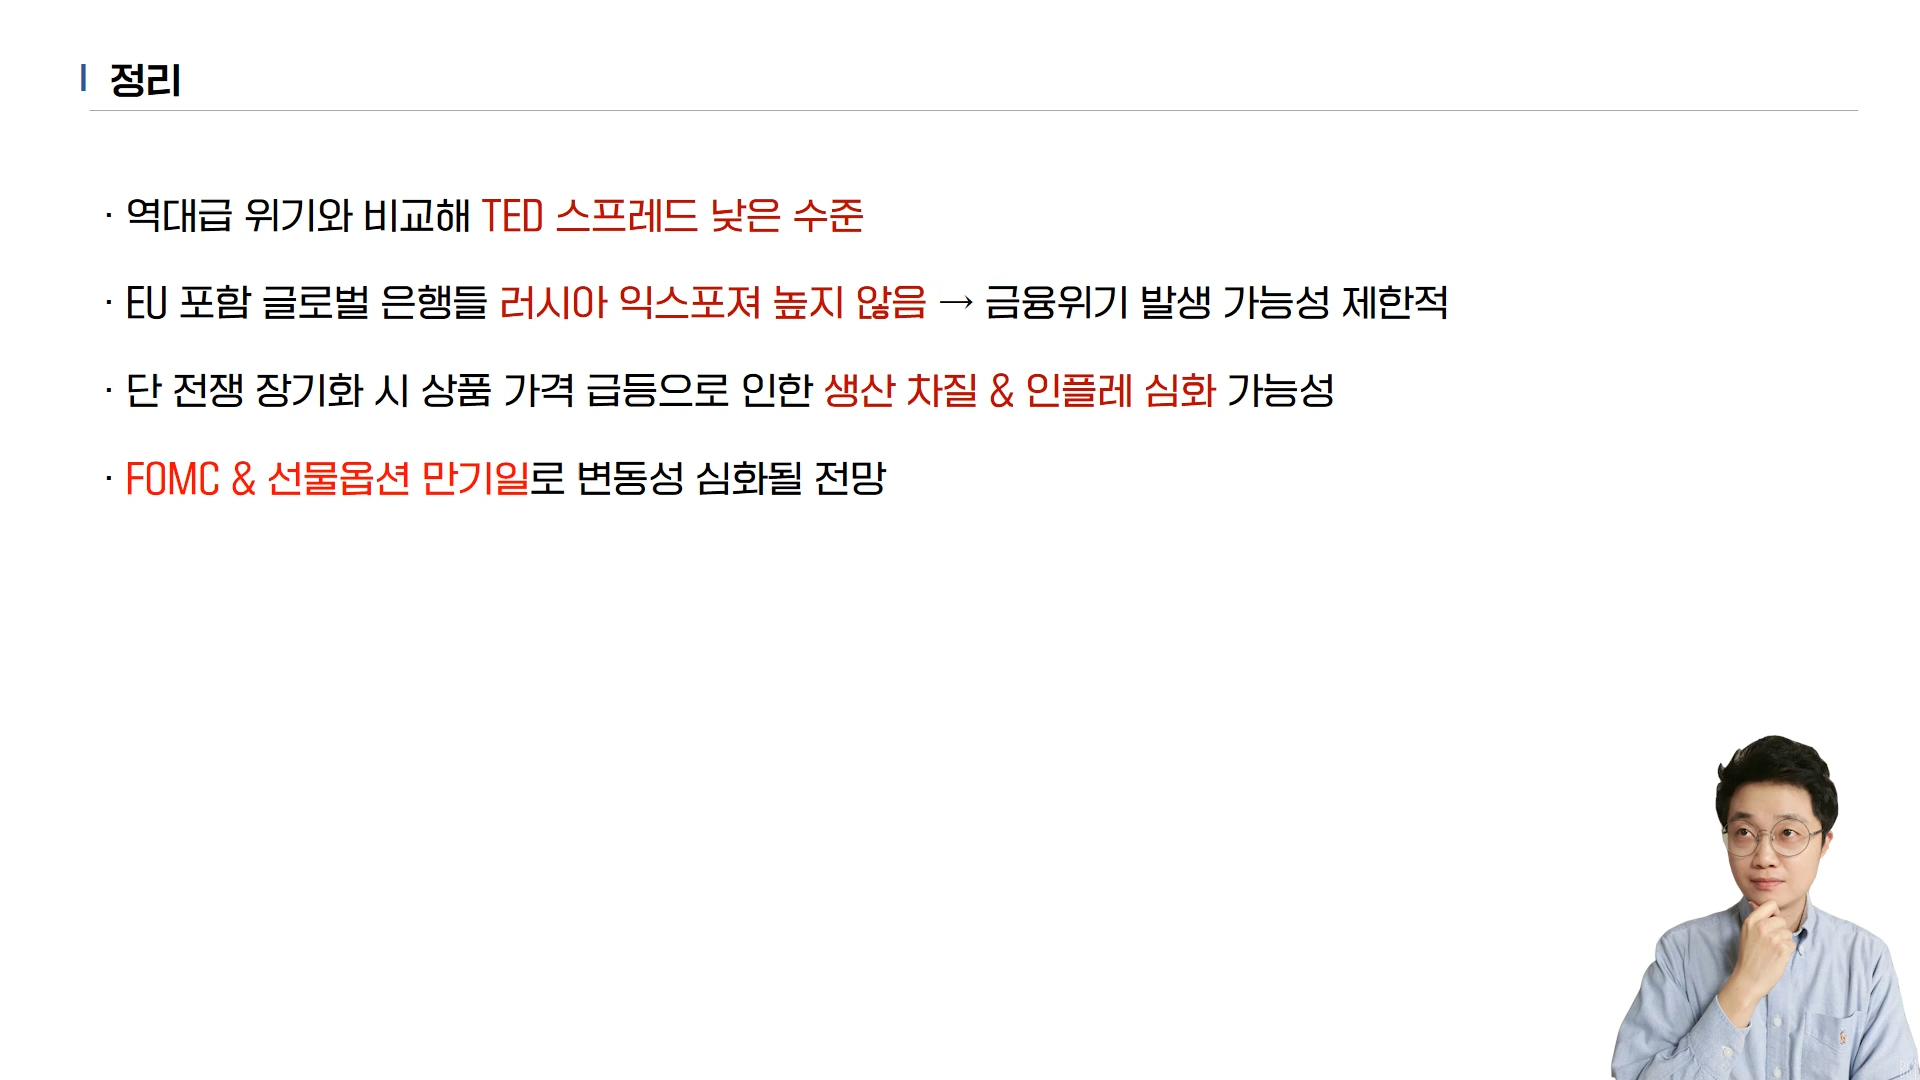 정리
· 역대급 위기와 비교해 TED 스프레드 낮은 수준
· EU 포함 글로벌 은행들 러시아 익스포져 높지 않음 → 금융위기 발생 가능성 제한적
· 단 전쟁 장기화 시 상품 가격 급등으로 인한 생산 차질 & 인플레 심화 가능성
· FOMC & 선물옵션 만기일로 변동성 심화될 전망